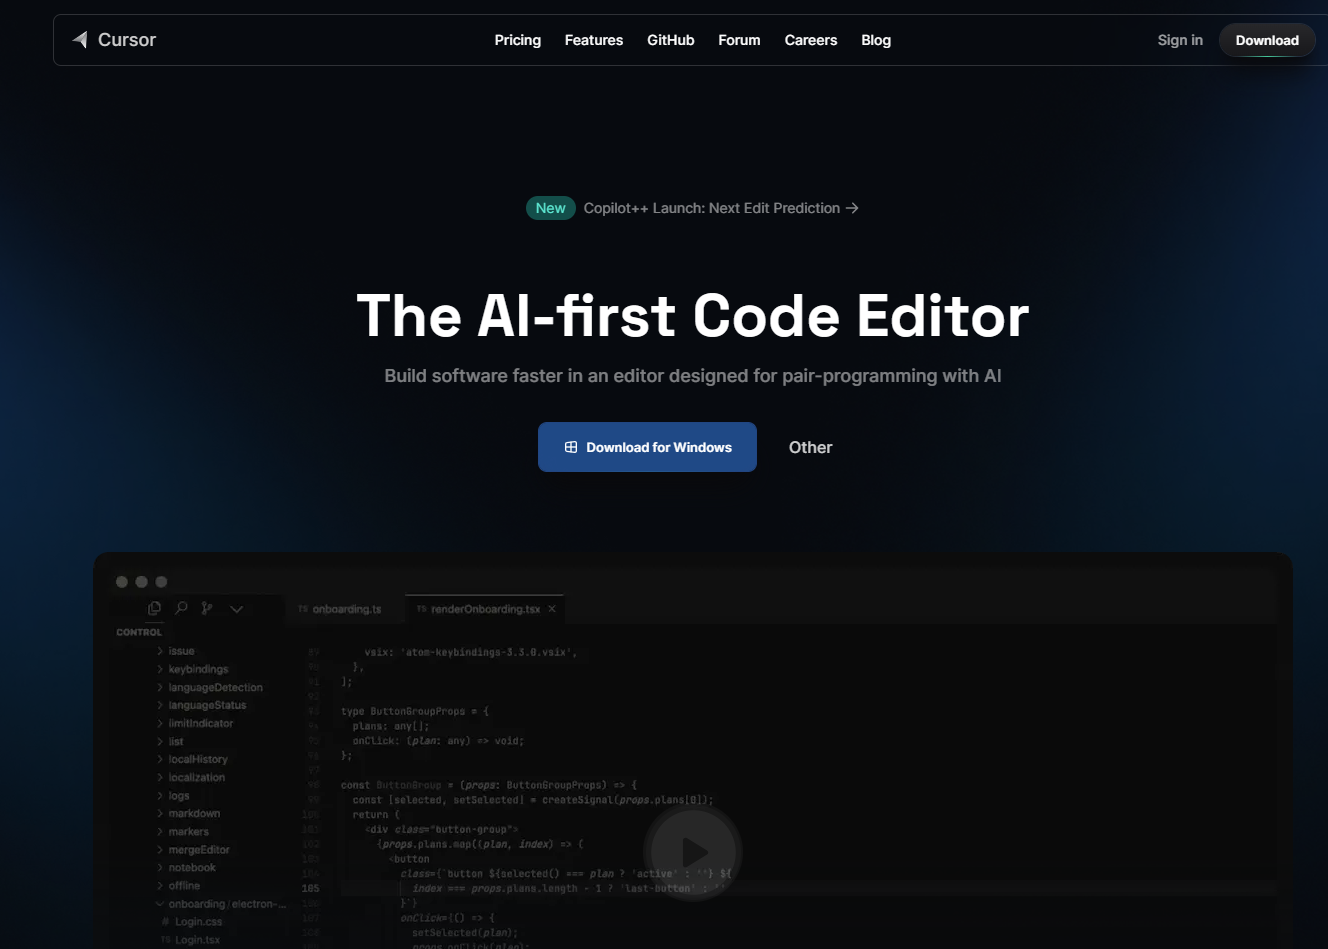 Cursor
Pricing Features GitHub Forum Careers Blog
Sign in Download
New Copilot++ Launch: Next Edit Prediction →
The AI-first Code Editor
Build software faster in an editor designed for pair-programming with AI
Download for Windows Other
TS onboarding.ts TS renderOnboarding.tsx ×
CONTROL
issue
keybindings
languageDetection
languageStatus
limitIndicator
list
localHistory
localization
logs
markdown
markers
mergeEditor
notebook
offline
onboarding/electron-...
# Login.css
TS Login.tsx
89 vsix: 'atom-keybindings-3.3.0.vsix',
90 },
91 ];
92
93 type ButtonGroupProps = {
94 plans: any[];
95 onClick: (plan: any) => void;
96 };
97
98 const ButtonGroup = (props: ButtonGroupProps) => {
99 const [selected, setSelected] = createSignal(props.plans[0]);
100 return (
101 <div class="button-group">
102 {props.plans.map((plan, index) => {
103 <button
104 class={`button ${selected() === plan ? 'active' : ''} ${
105 index === props.plans.length - 1 ? 'last-button' : ''
106 }`}
107 onClick={() => {
108 setSelected(plan);
props.onClick(plan);